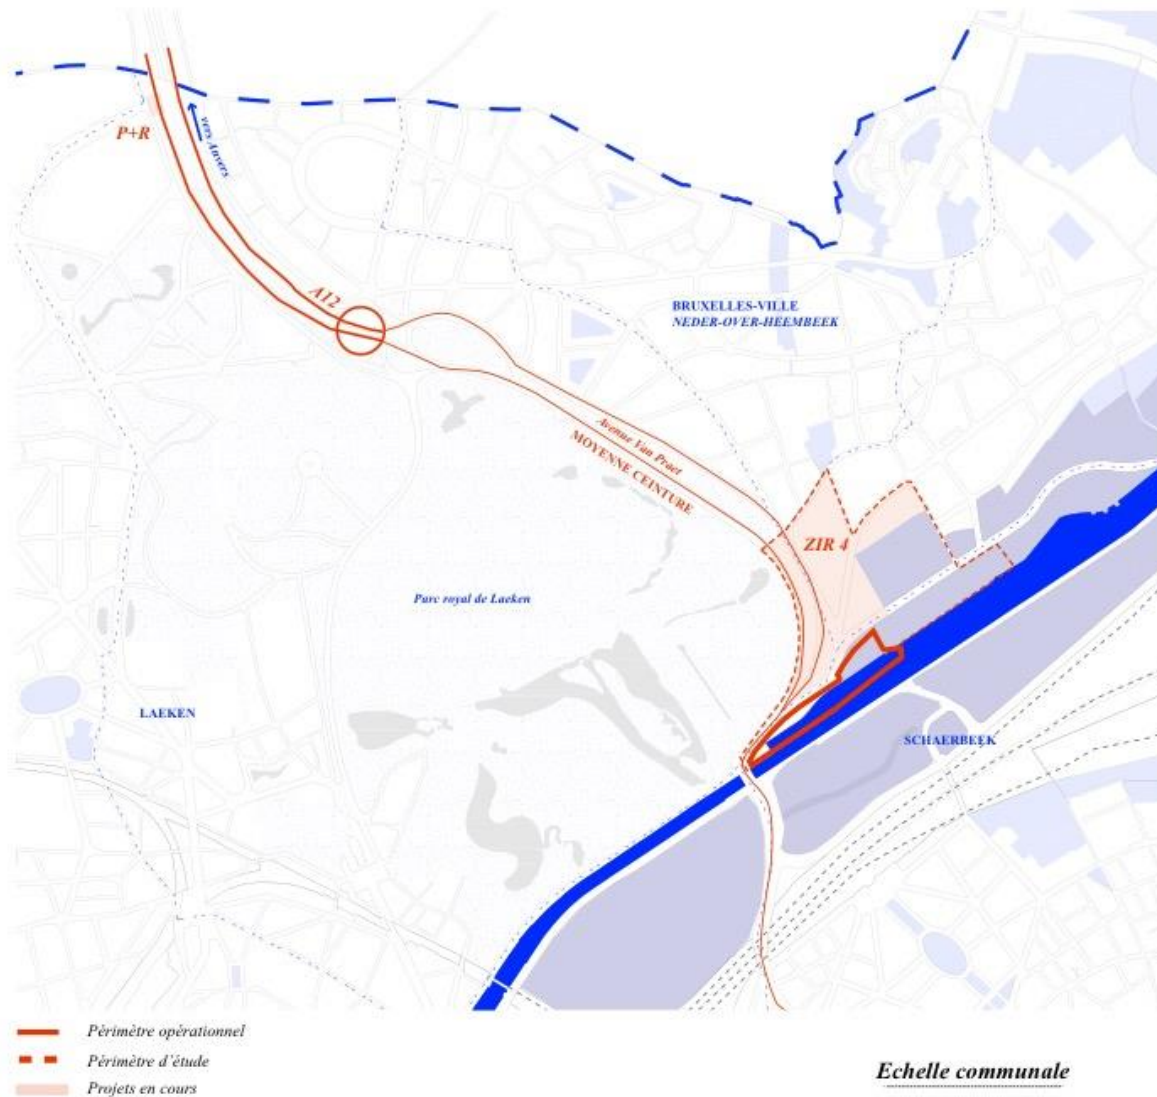 P+R
vers Anvers
A12
BRUXELLES-VILLE
NEDER-OVER-HEEMBEEK
Avenue Van Praet
MOYENNE CEINTURE
ZIR 4
Parc royal de Laeken
LAEKEN
SCHAERBEEK
Périmètre opérationnel
Périmètre d'étude
Projets en cours
Echelle communale